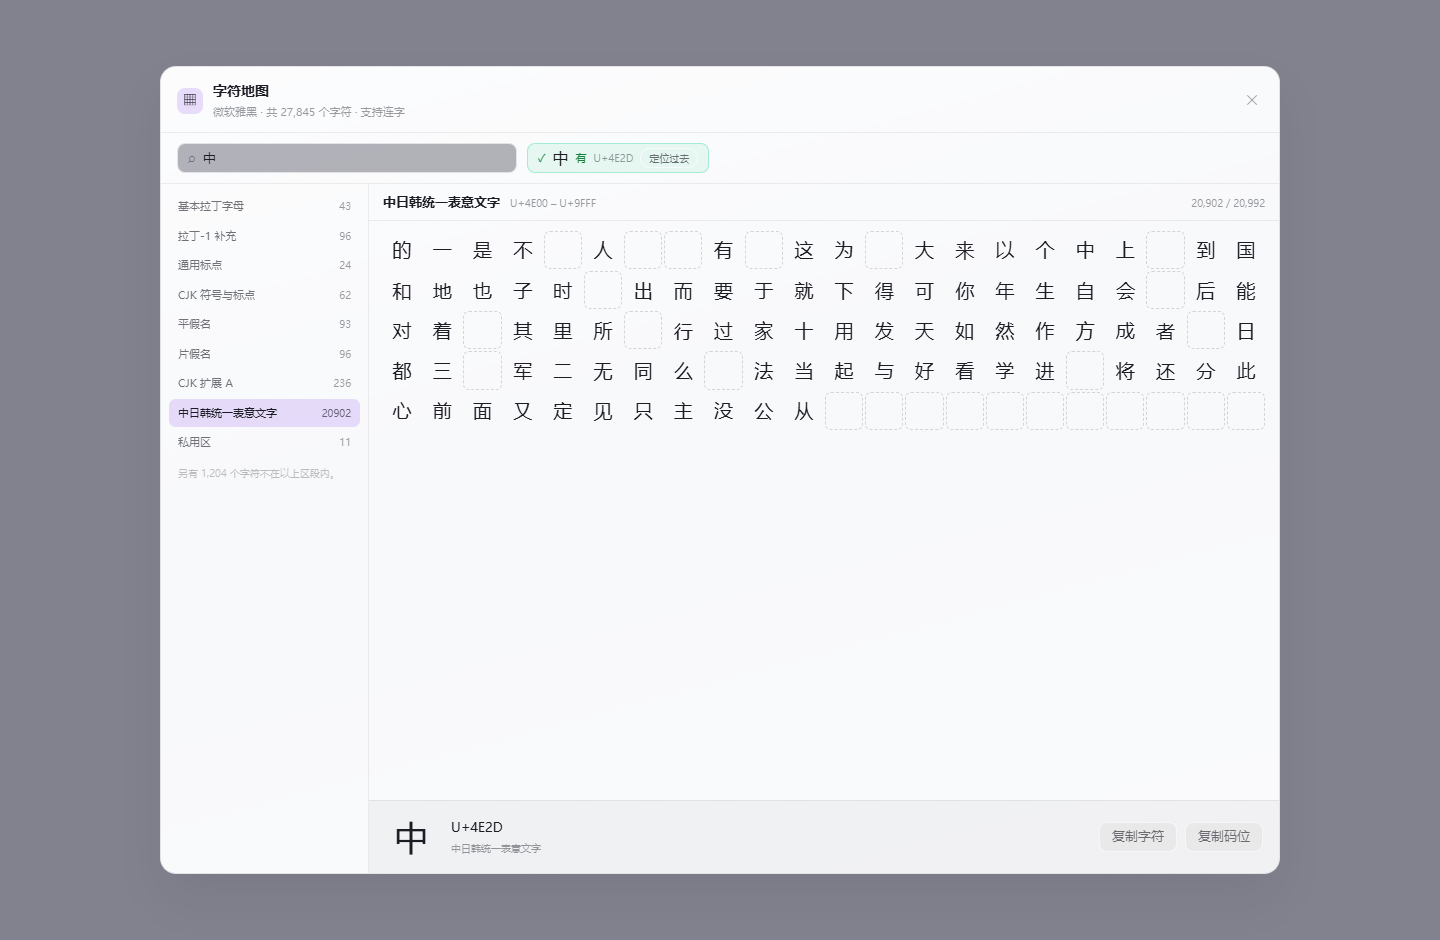 字符地图
微软雅黑 · 共 27,845 个字符 · 支持连字
中
✓ 中 有 U+4E2D 定位过去
基本拉丁字母 43
拉丁-1 补充 96
通用标点 24
CJK 符号与标点 62
平假名 93
片假名 96
CJK 扩展 A 236
中日韩统一表意文字 20902
私用区 11
另有 1,204 个字符不在以上区段内。
中日韩统一表意文字 U+4E00 – U+9FFF 20,902 / 20,992
的 一 是 不 人 有 这 为 大 来 以 个 中 上 到 国
和 地 也 子 时 出 而 要 于 就 下 得 可 你 年 生 自 会 后 能
对 着 其 里 所 行 过 家 十 用 发 天 如 然 作 方 成 者 日
都 三 军 二 无 同 么 法 当 起 与 好 看 学 进 将 还 分 此
心 前 面 又 定 见 只 主 没 公 从
中
U+4E2D
中日韩统一表意文字
复制字符 复制码位